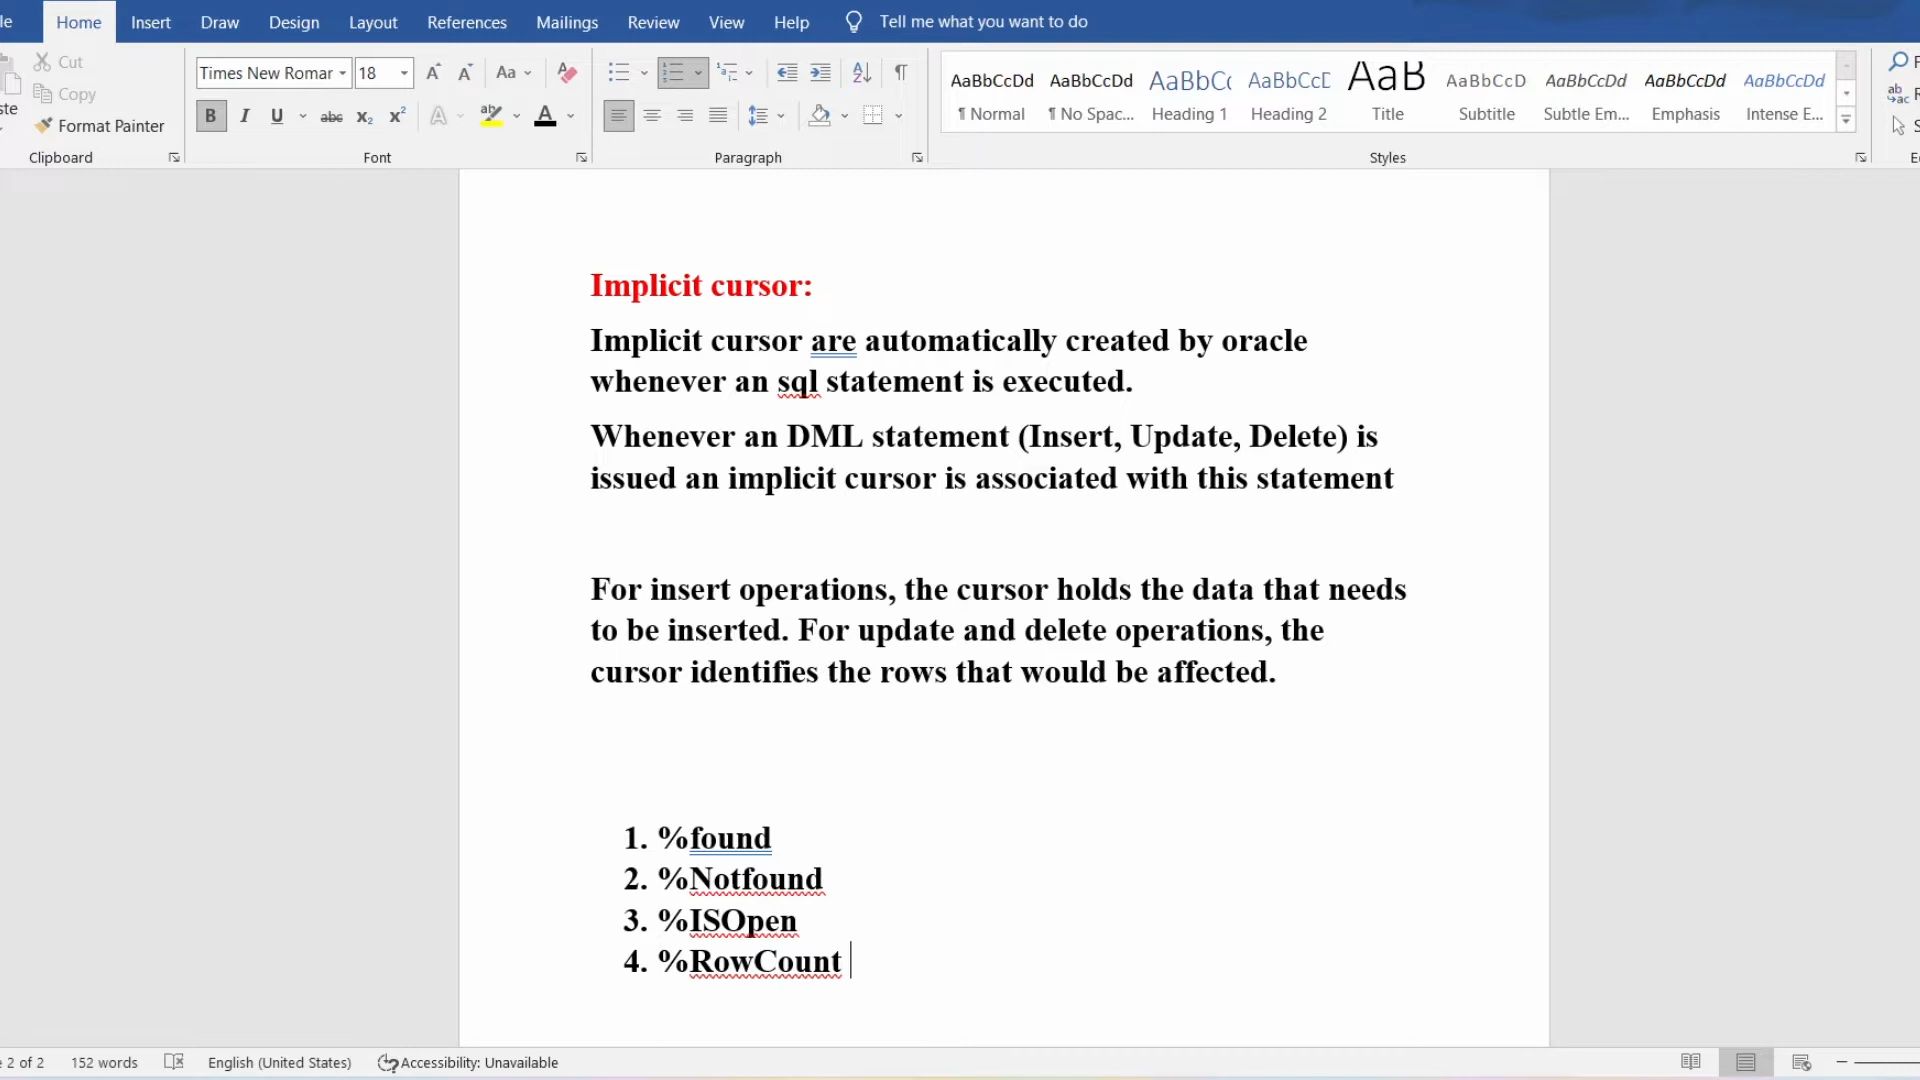 Home Insert Draw Design Layout References Mailings Review View Help Tell me what you want to do
Cut
Copy
Format Painter
Clipboard
Times New Romar 18
Aa
B I U abc x₂ x² A
Font
Paragraph
AaBbCcDd AaBbCcDd AaBbCc AaBbCcD AaB AaBbCcD AaBbCcDd AaBbCcDd AaBbCcDd
¶ Normal ¶ No Spac... Heading 1 Heading 2 Title Subtitle Subtle Em... Emphasis Intense E...
Styles
Implicit cursor:
Implicit cursor are automatically created by oracle
whenever an sql statement is executed.
Whenever an DML statement (Insert, Update, Delete) is
issued an implicit cursor is associated with this statement
For insert operations, the cursor holds the data that needs
to be inserted. For update and delete operations, the
cursor identifies the rows that would be affected.
1. %found
2. %Notfound
3. %ISOpen
4. %RowCount
2 of 2 152 words English (United States) Accessibility: Unavailable